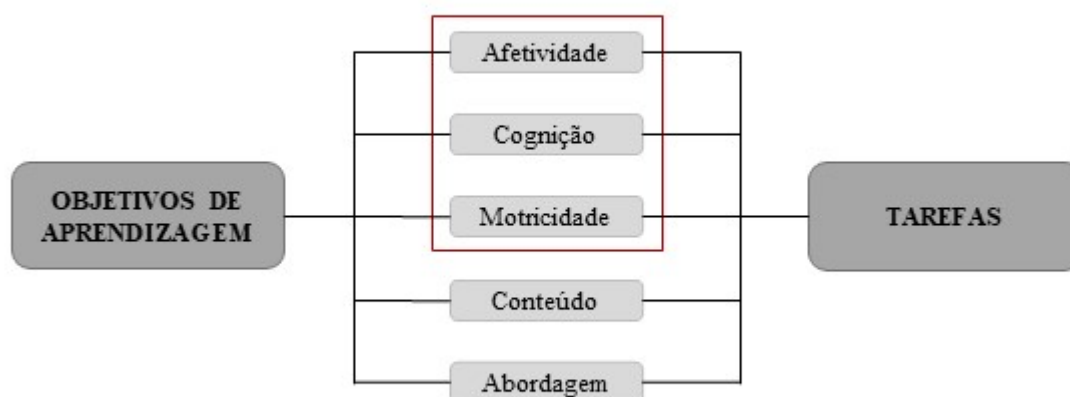 Afetividade
Cognição
OBJETIVOS DE
APRENDIZAGEM
Motricidade
TAREFAS
Conteúdo
Abordagem